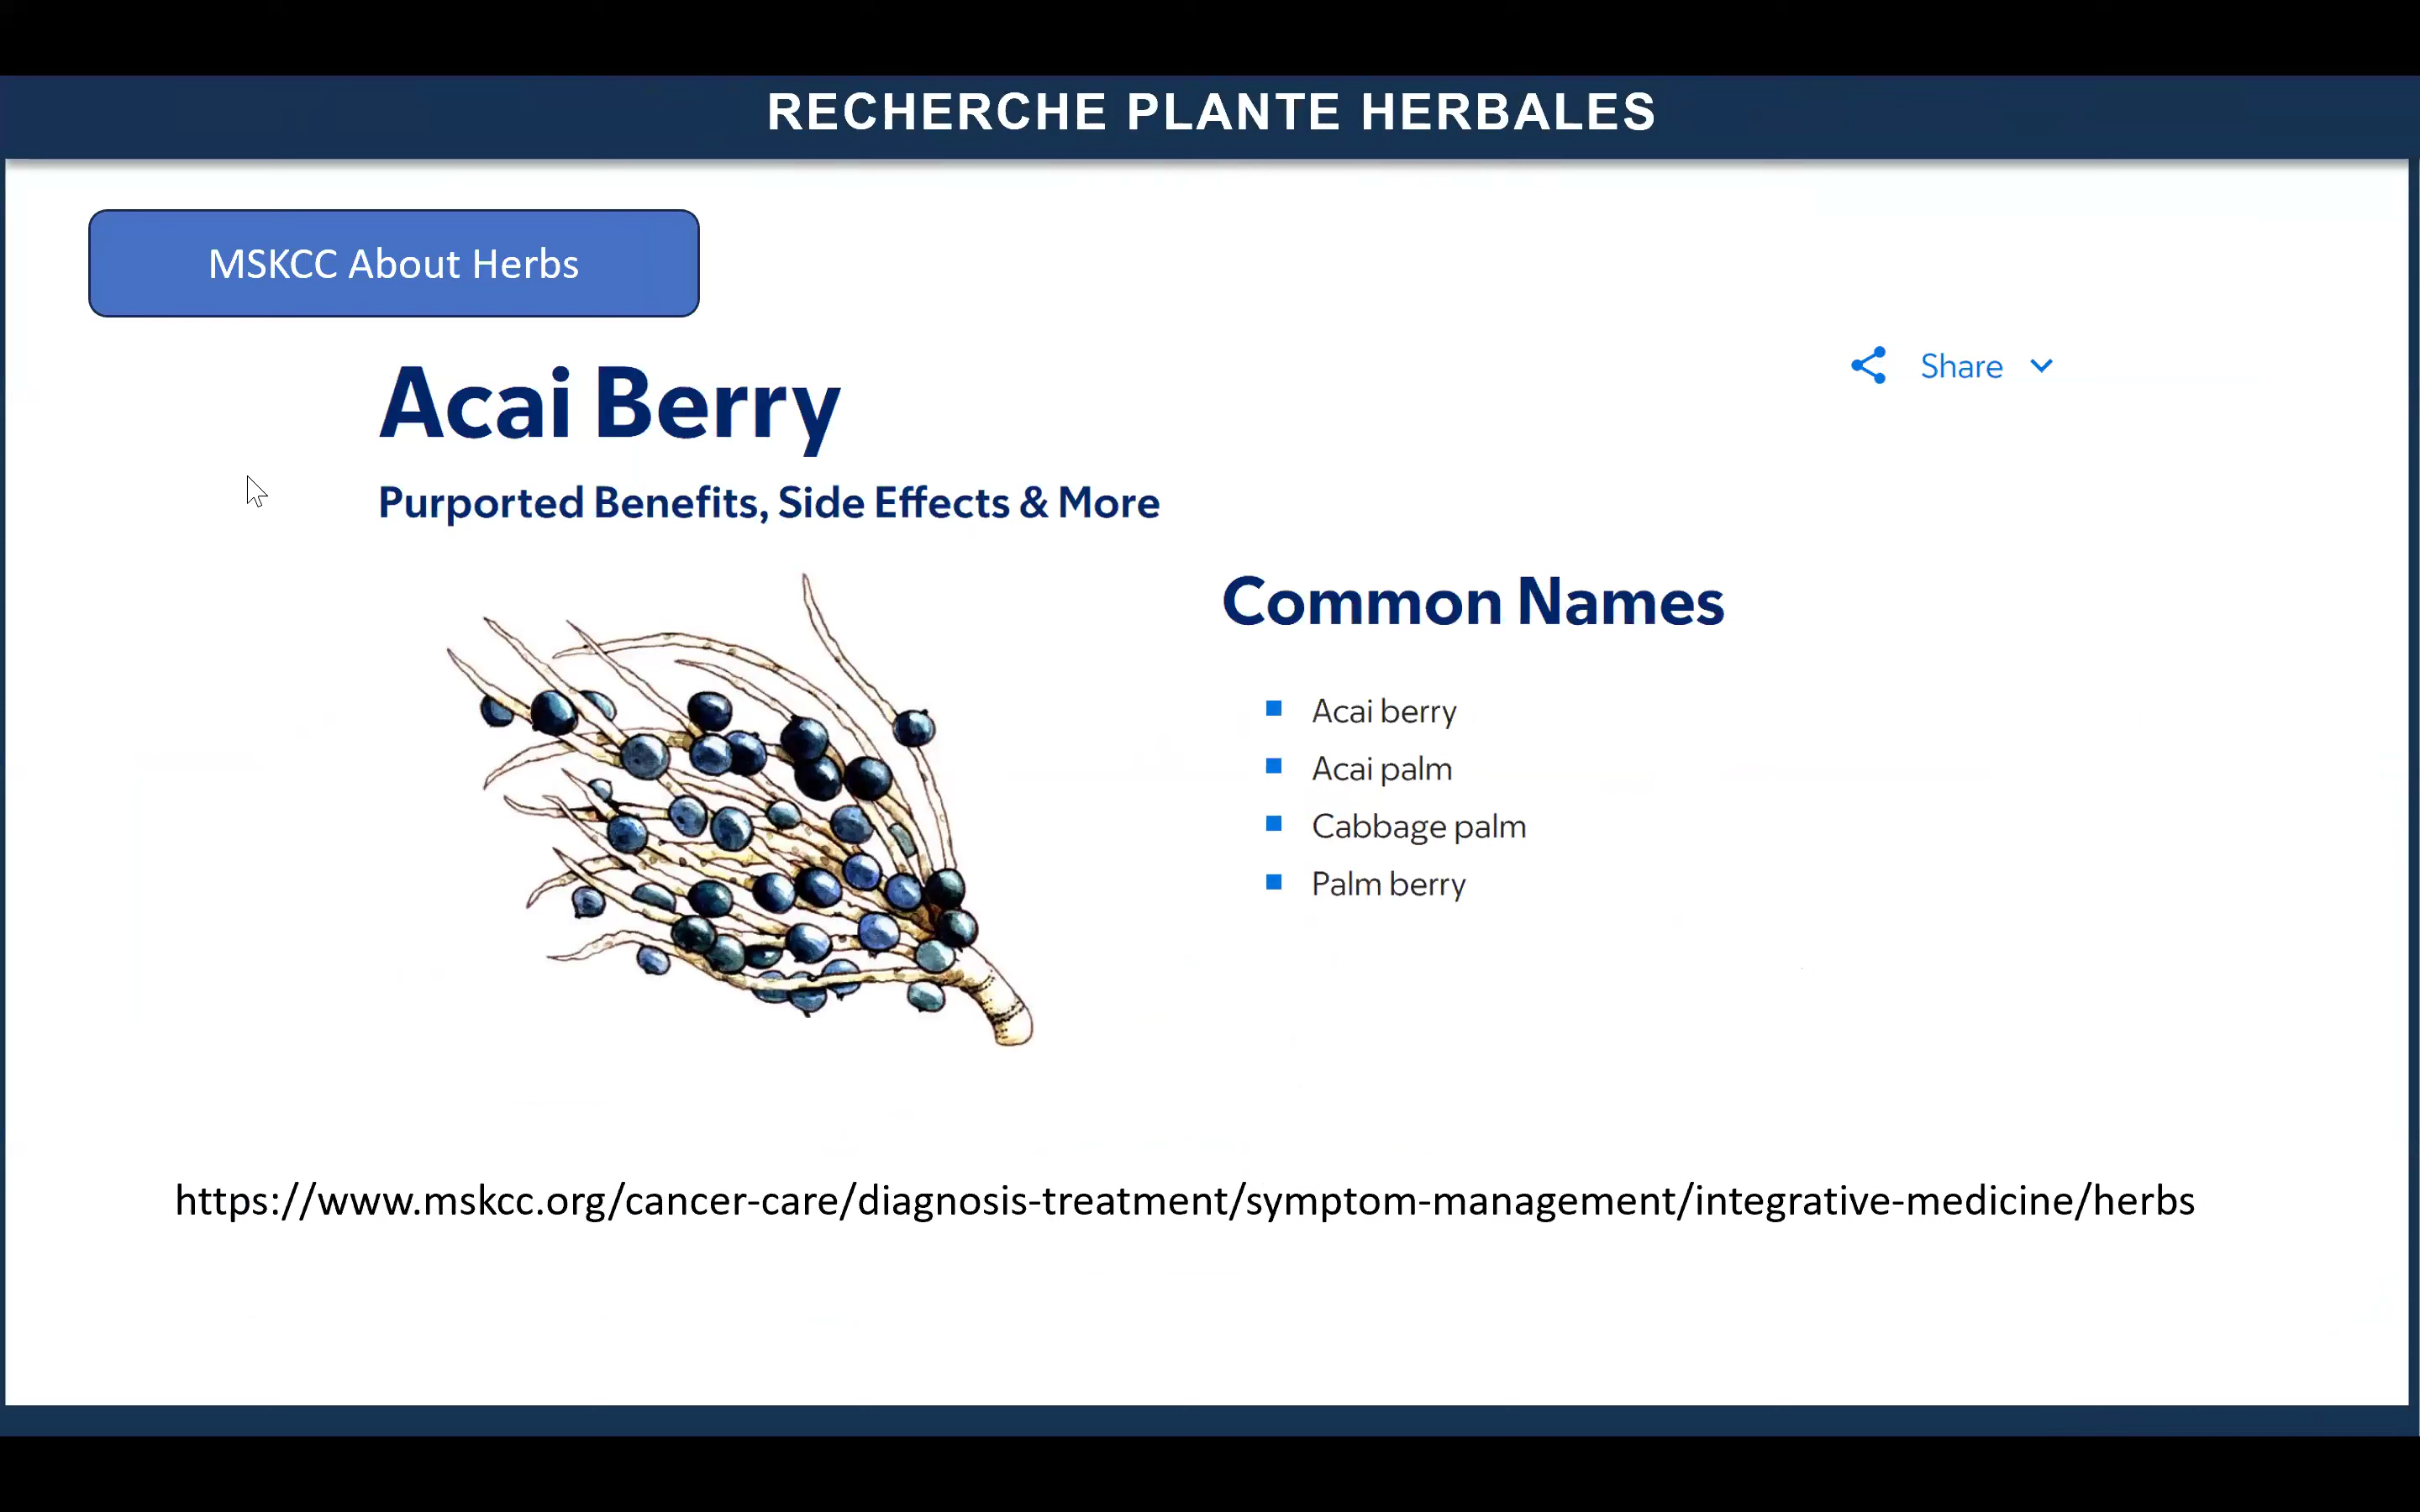 RECHERCHE PLANTE HERBALES
MSKCC About Herbs
Acai Berry
Share
Purported Benefits, Side Effects & More
Common Names
Acai berry
Acai palm
Cabbage palm
Palm berry
https://www.mskcc.org/cancer-care/diagnosis-treatment/symptom-management/integrative-medicine/herbs